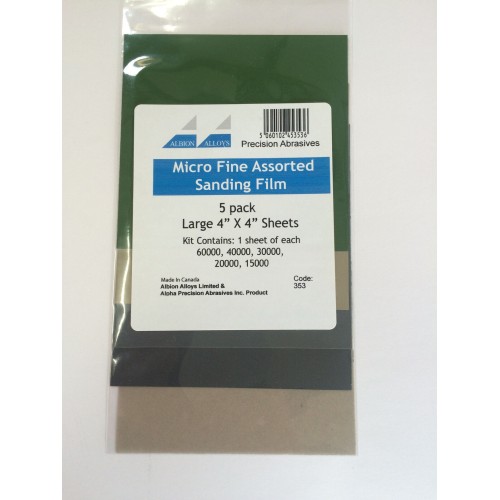 ALBION ALLOYS
5 060102 453536
Precision Abrasives
Micro Fine Assorted
Sanding Film
5 pack
Large 4” X 4” Sheets
Kit Contains: 1 sheet of each
60000, 40000, 30000,
20000, 15000
Made In Canada
Albion Alloys Limited &
Alpha Precision Abrasives Inc. Product
Code:
353